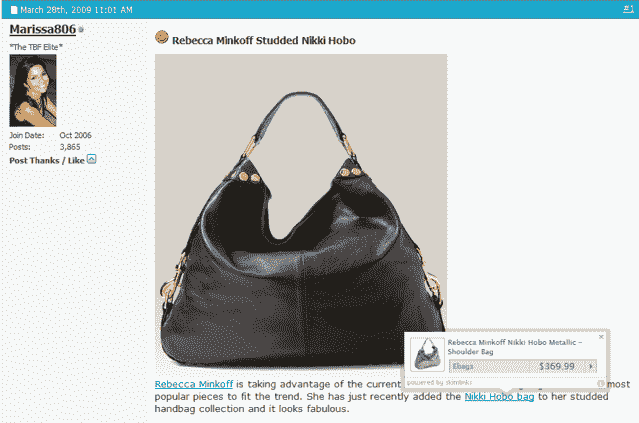 March 28th, 2009 11:01 AM
#1
Marissa806
"The TBF Elite"
Join Date: Oct 2006
Posts: 3,865
Post Thanks / Like
Rebecca Minkoff Studded Nikki Hobo
Rebecca Minkoff Nikki Hobo Metallic -
Shoulder Bag
Ebags $369.99
powered by skimlinks
Rebecca Minkoff is taking advantage of the current most
popular pieces to fit the trend. She has just recently added the Nikki Hobo bag to her studded
handbag collection and it looks fabulous.